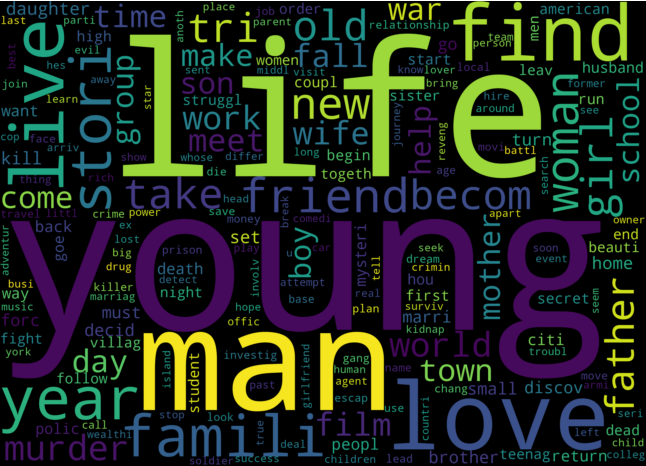 life
young
man
love
find
live
stori
famili
year
friend
becom
take
new
tri
old
fall
war
time
group
make
son
work
meet
wife
help
woman
girl
school
come
daughter
parti
order
place
job
parent
relationship
american
last
high
evil
anoth
best
join
learn
hes
away
sent
middl
visit
women
coupl
struggl
star
go
person
team
men
start
know
lover
bring
local
leav
husband
hire
around
former
run
see
want
cop
face
arriv
kill
thing
rich
show
whose
differ
die
long
begin
togeth
sister
journey
reveng
age
movi
battl
turn
search
travel
littl
crime
power
head
save
money
comedi
break
car
play
back
goe
adventur
ex
lost
big
drug
set
boy
mysteri
tell
seek
dream
crimin
mother
apart
soon
event
owner
end
beauti
home
seem
busi
way
music
forc
killer
marriag
death
detect
prison
night
involv
hope
attempt
base
u
real
plan
surviv
hou
first
marri
kidnap
secret
father
york
fight
decid
villag
must
day
follow
offic
world
town
citi
troubl
island
student
investig
past
girlfriend
human
gang
agent
name
chang
small
discov
move
armi
murder
polic
wealthi
call
stop
look
soldier
success
true
deal
children
film
peopl
escap
use
lead
countri
brother
teenag
return
left
dead
seri
child
colleg